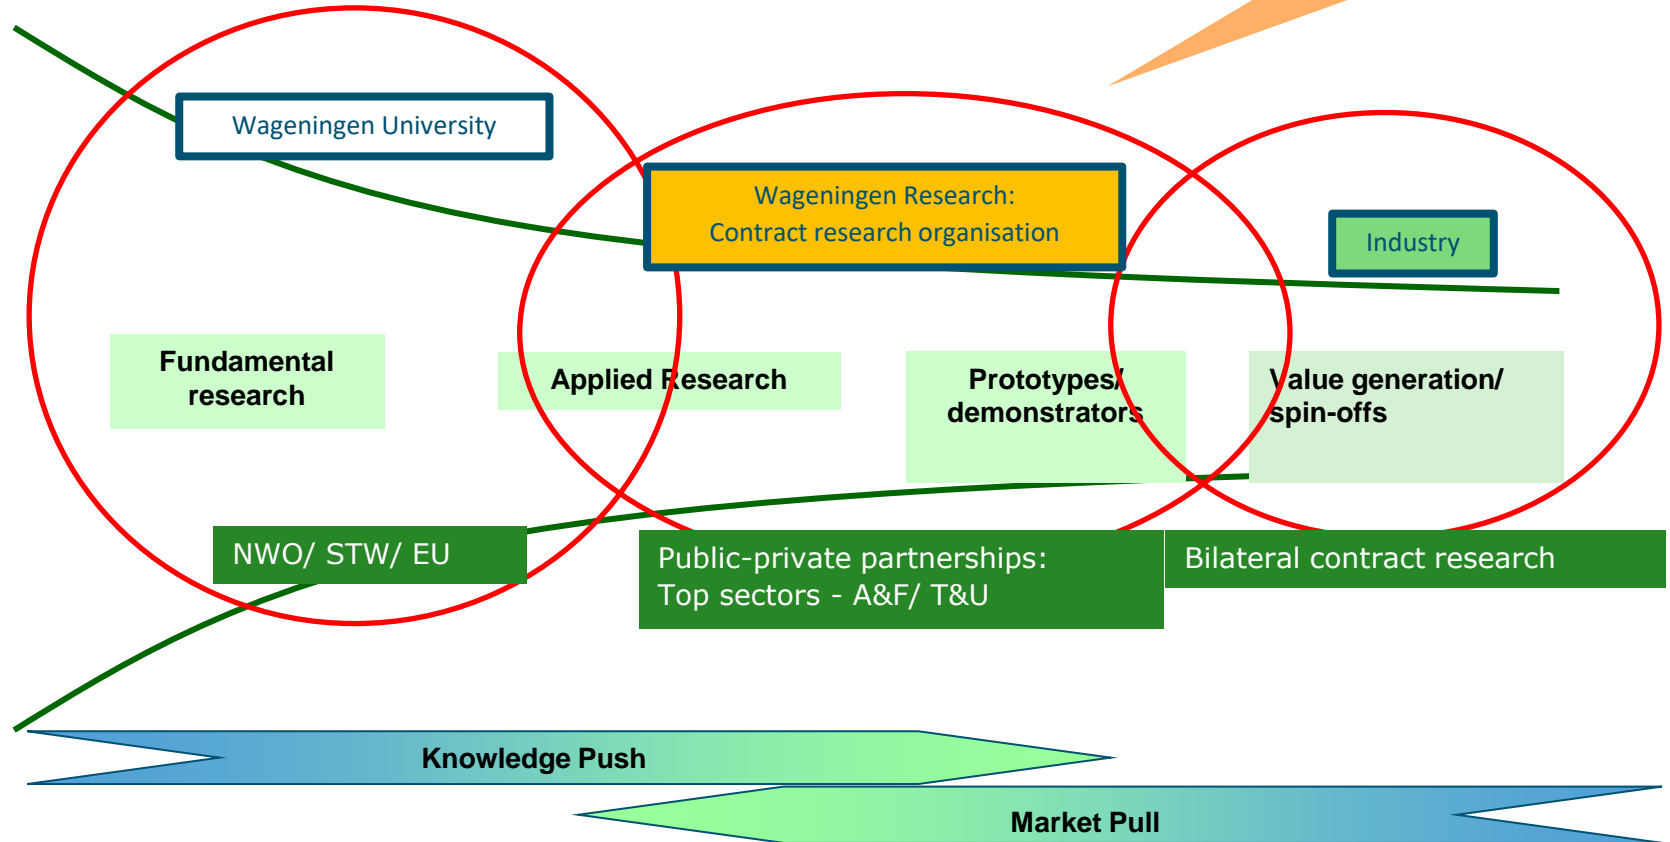 Wageningen University
Wageningen Research:
Contract research organisation
Industry
Fundamental
research
Applied Research
Prototypes/
demonstrators
Value generation/
spin-offs
NWO/ STW/ EU
Public-private partnerships:
Top sectors - A&F/ T&U
Bilateral contract research
Knowledge Push
Market Pull